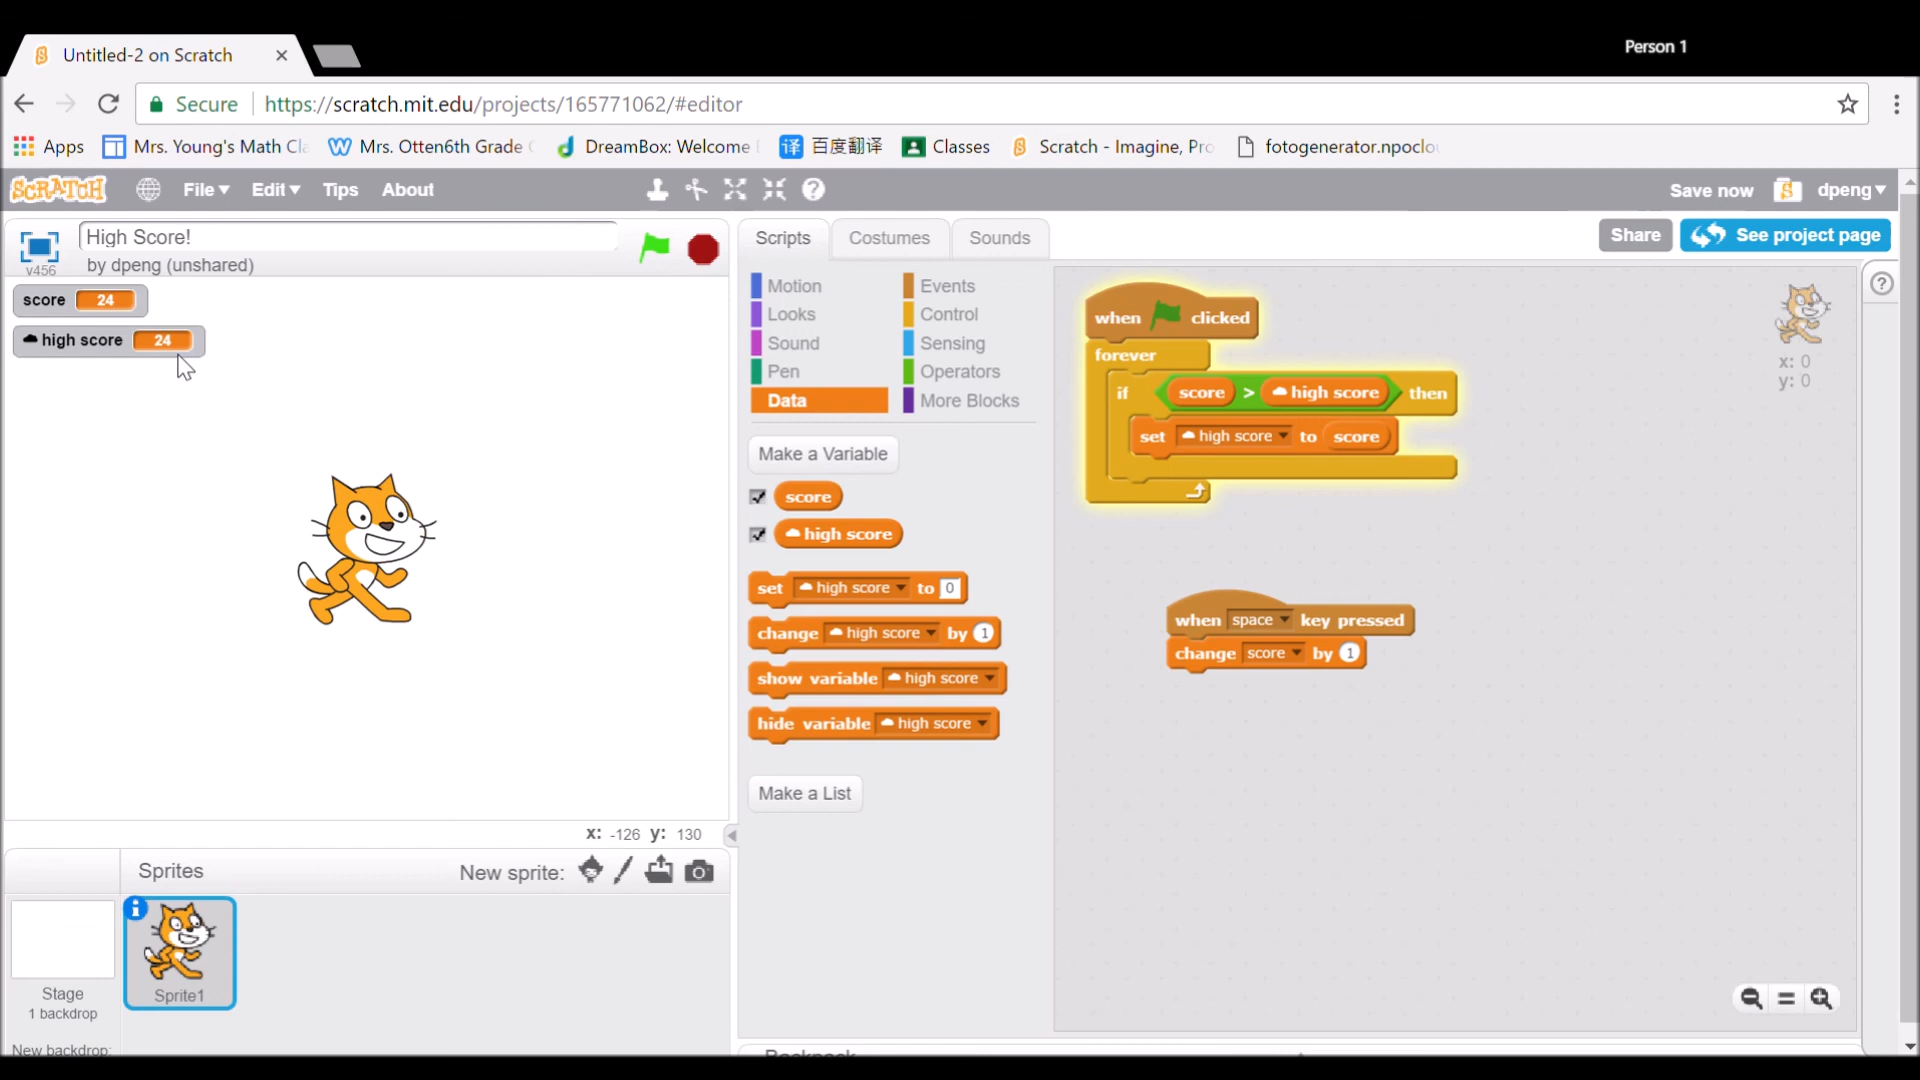 Person 1
Untitled-2 on Scratch
Secure https://scratch.mit.edu/projects/165771062/#editor
Apps Mrs. Young's Math Cla Mrs. Otten6th Grade DreamBox: Welcome 译 百度翻译 Classes Scratch - Imagine, Pro fotogenerator.npoclo
SCRATCH File Edit Tips About Save now dpeng
High Score!
by dpeng (unshared)
v456
Scripts Costumes Sounds Share See project page
score 24
high score 24
Motion Events
Looks Control
Sound Sensing
Pen Operators
Data More Blocks
Make a Variable
score
high score
set high score to 0
change high score by 1
show variable high score
hide variable high score
Make a List
when clicked
forever
if score > high score then
set high score to score
when space key pressed
change score by 1
x: 0
y: 0
x: -126 y: 130
Sprites New sprite:
Sprite1
Stage
1 backdrop
New backdrop:
Backpack